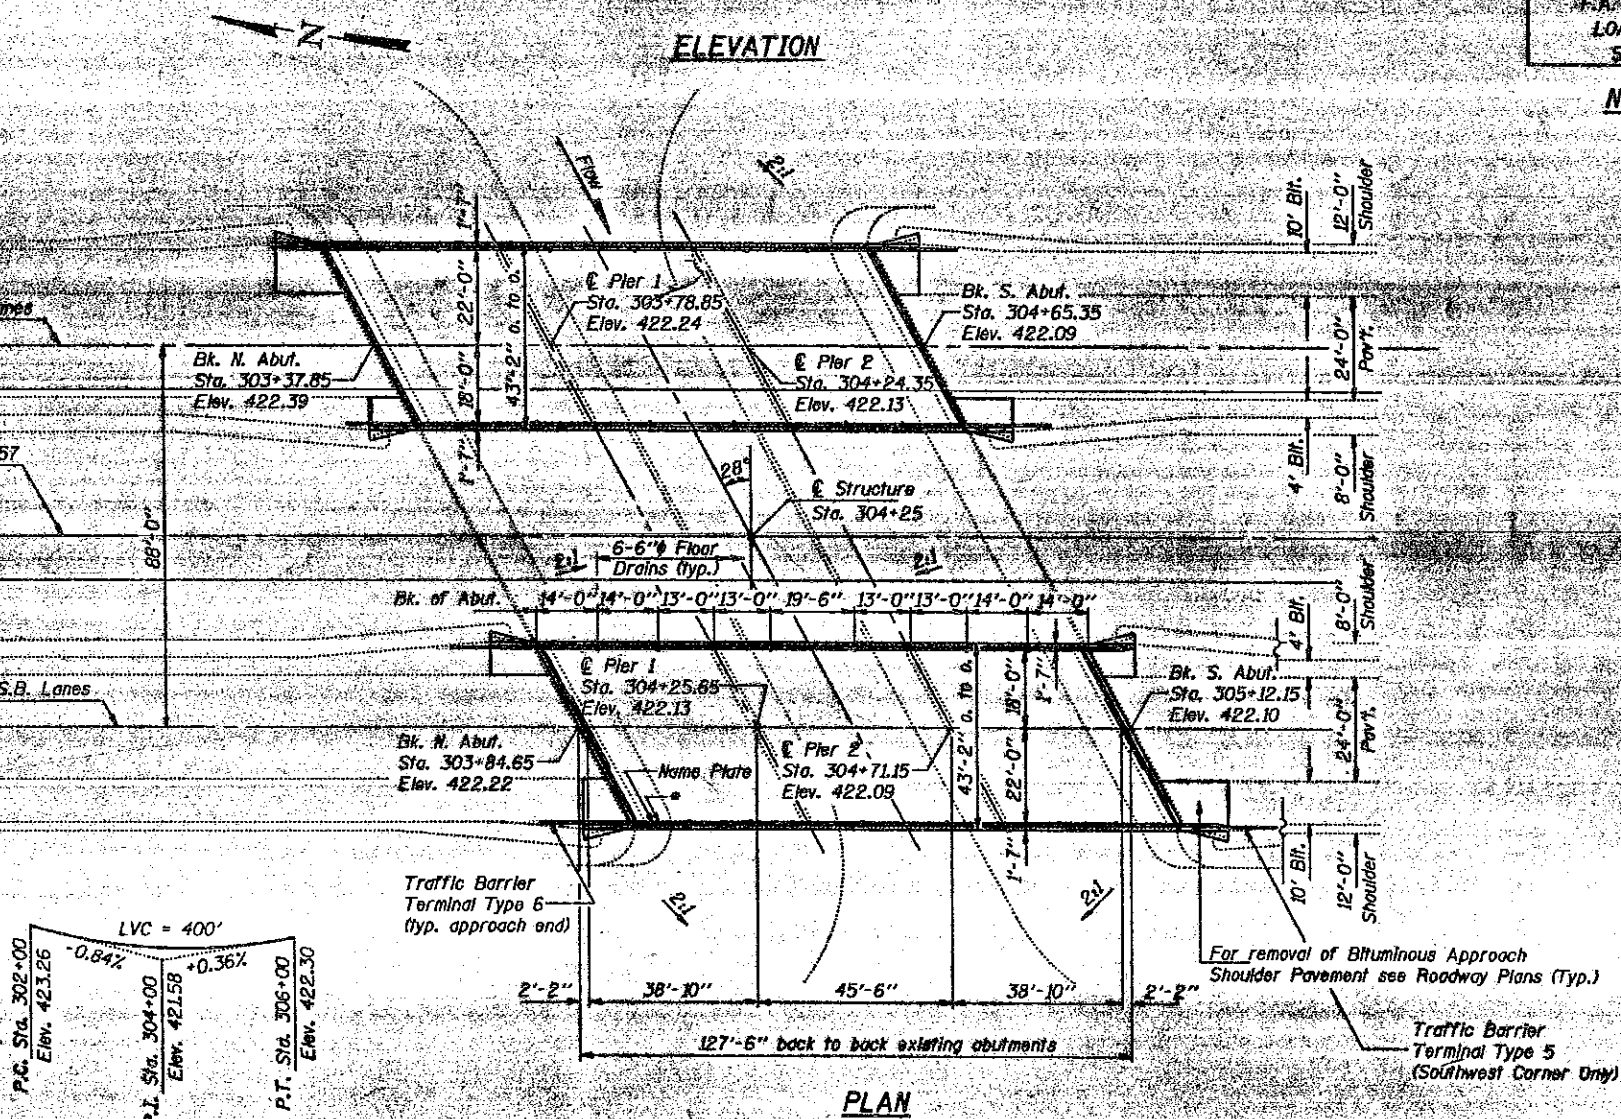 N
ELEVATION
N
Flow
2:1
1'-7"
22'-0"
18'-0"
1'-7"
43'-2" o. to o.
℄ Pier 1
Sta. 303+78.85
Elev. 422.24
Bk. S. Abut.
Sta. 304+65.35
Elev. 422.09
10' Bit.
12'-0"
Shoulder
24'-0"
Pav't.
4' Bit.
8'-0"
Shoulder
Bk. N. Abut.
Sta. 303+37.85
Elev. 422.39
℄ Pier 2
Sta. 304+24.35
Elev. 422.13
57
88'-0"
28°
℄ Structure
Sta. 304+25
6-6"φ Floor
Drains (typ.)
2:1
2:1
Bk. of Abut.
14'-0" 14'-0" 13'-0" 13'-0" 19'-6" 13'-0" 13'-0" 14'-0" 14'-0"
4' Bit.
8'-0"
Shoulder
S.B. Lanes
℄ Pier 1
Sta. 304+25.65
Elev. 422.13
Bk. S. Abut.
Sta. 305+12.15
Elev. 422.10
43'-2" o. to o.
18'-0"
1'-7"
22'-0"
1'-7"
24'-0"
Pav't.
Bk. N. Abut.
Sta. 303+84.65
Elev. 422.22
Name Plate
℄ Pier 2
Sta. 304+71.15
Elev. 422.09
10' Bit.
12'-0"
Shoulder
Traffic Barrier
Terminal Type 6
(typ. approach end)
2:1
2:1
LVC = 400'
-0.84%
+0.36%
P.C. Sta. 302+00
Elev. 423.26
Sta. 304+00
Elev. 421.58
P.T. Sta. 306+00
Elev. 422.30
For removal of Bituminous Approach
Shoulder Pavement see Roadway Plans (Typ.)
2'-2" 38'-10" 45'-6" 38'-10" 2'-2"
127'-6" back to back existing abutments
Traffic Barrier
Terminal Type 5
(Southwest Corner Only)
PLAN